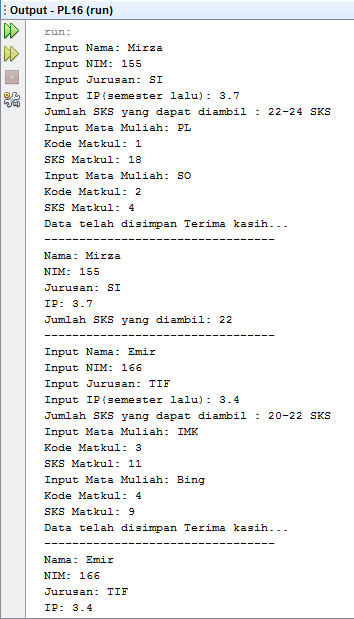 Output - PL16 (run)
run:
Input Nama: Mirza
Input NIM: 155
Input Jurusan: SI
Input IP(semester lalu): 3.7
Jumlah SKS yang dapat diambil : 22-24 SKS
Input Mata Muliah: PL
Kode Matkul: 1
SKS Matkul: 18
Input Mata Muliah: SO
Kode Matkul: 2
SKS Matkul: 4
Data telah disimpan Terima kasih...
---------------------------------
Nama: Mirza
NIM: 155
Jurusan: SI
IP: 3.7
Jumlah SKS yang diambil: 22
---------------------------------
Input Nama: Emir
Input NIM: 166
Input Jurusan: TIF
Input IP(semester lalu): 3.4
Jumlah SKS yang dapat diambil : 20-22 SKS
Input Mata Muliah: IMK
Kode Matkul: 3
SKS Matkul: 11
Input Mata Muliah: Bing
Kode Matkul: 4
SKS Matkul: 9
Data telah disimpan Terima kasih...
---------------------------------
Nama: Emir
NIM: 166
Jurusan: TIF
IP: 3.4